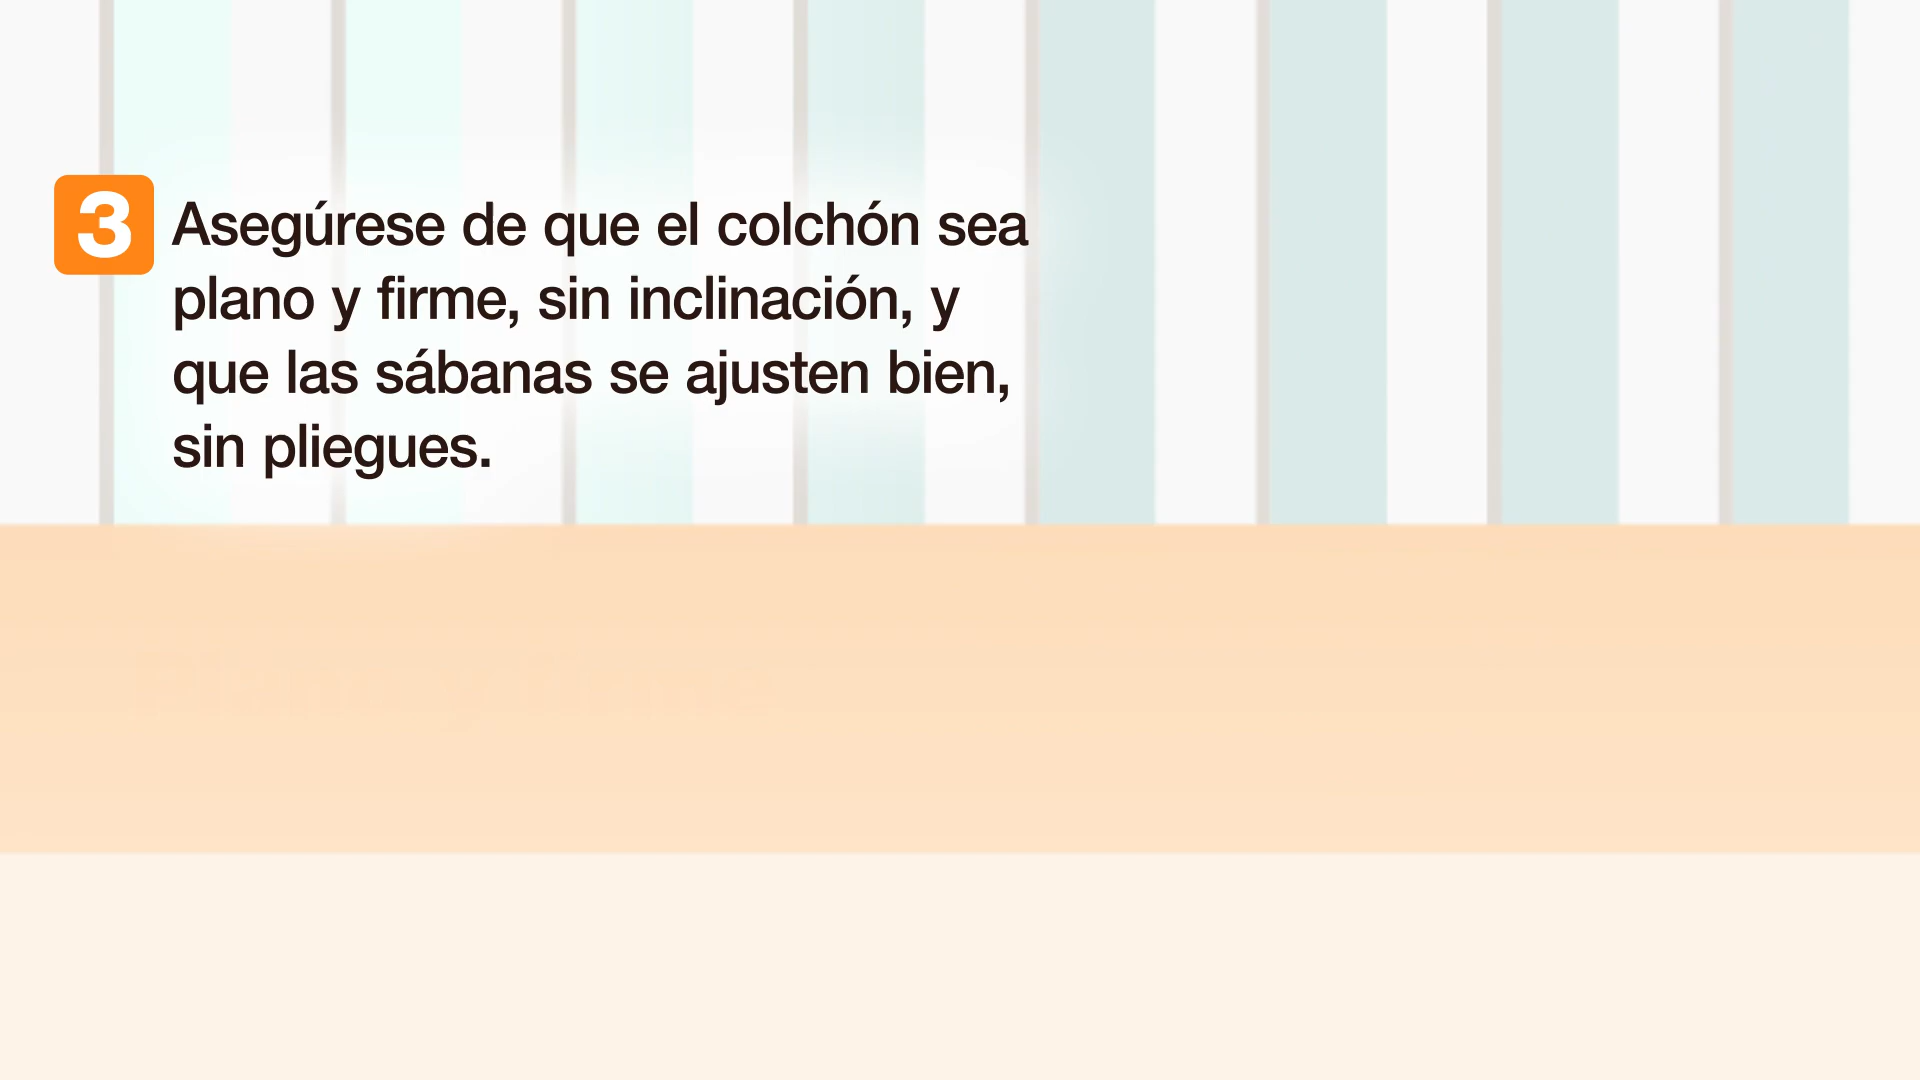 3 Asegúrese de que el colchón sea
plano y firme, sin inclinación, y
que las sábanas se ajusten bien,
sin pliegues.